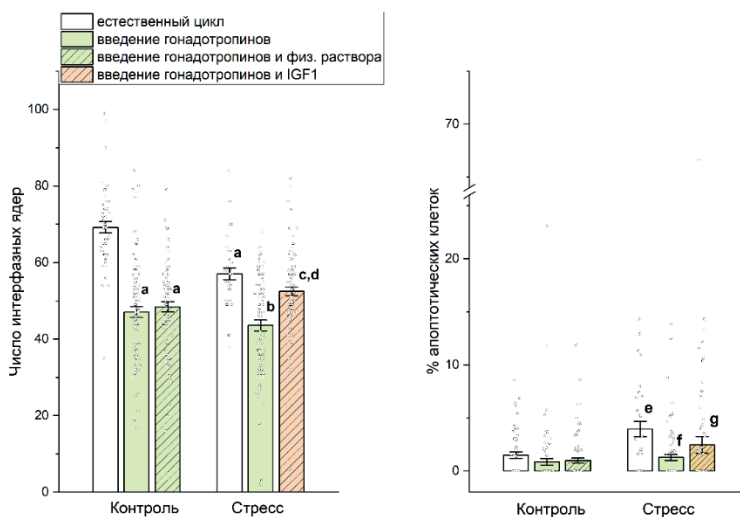 естественный цикл
введение гонадотропинов
введение гонадотропинов и физ. раствора
введение гонадотропинов и IGF1
Число интерфазных ядер
100
80
60
40
20
0
a
a
a
b
c,d
Контроль
Стресс
% апоптотических клеток
70
20
10
0
e
f
g
Контроль
Стресс